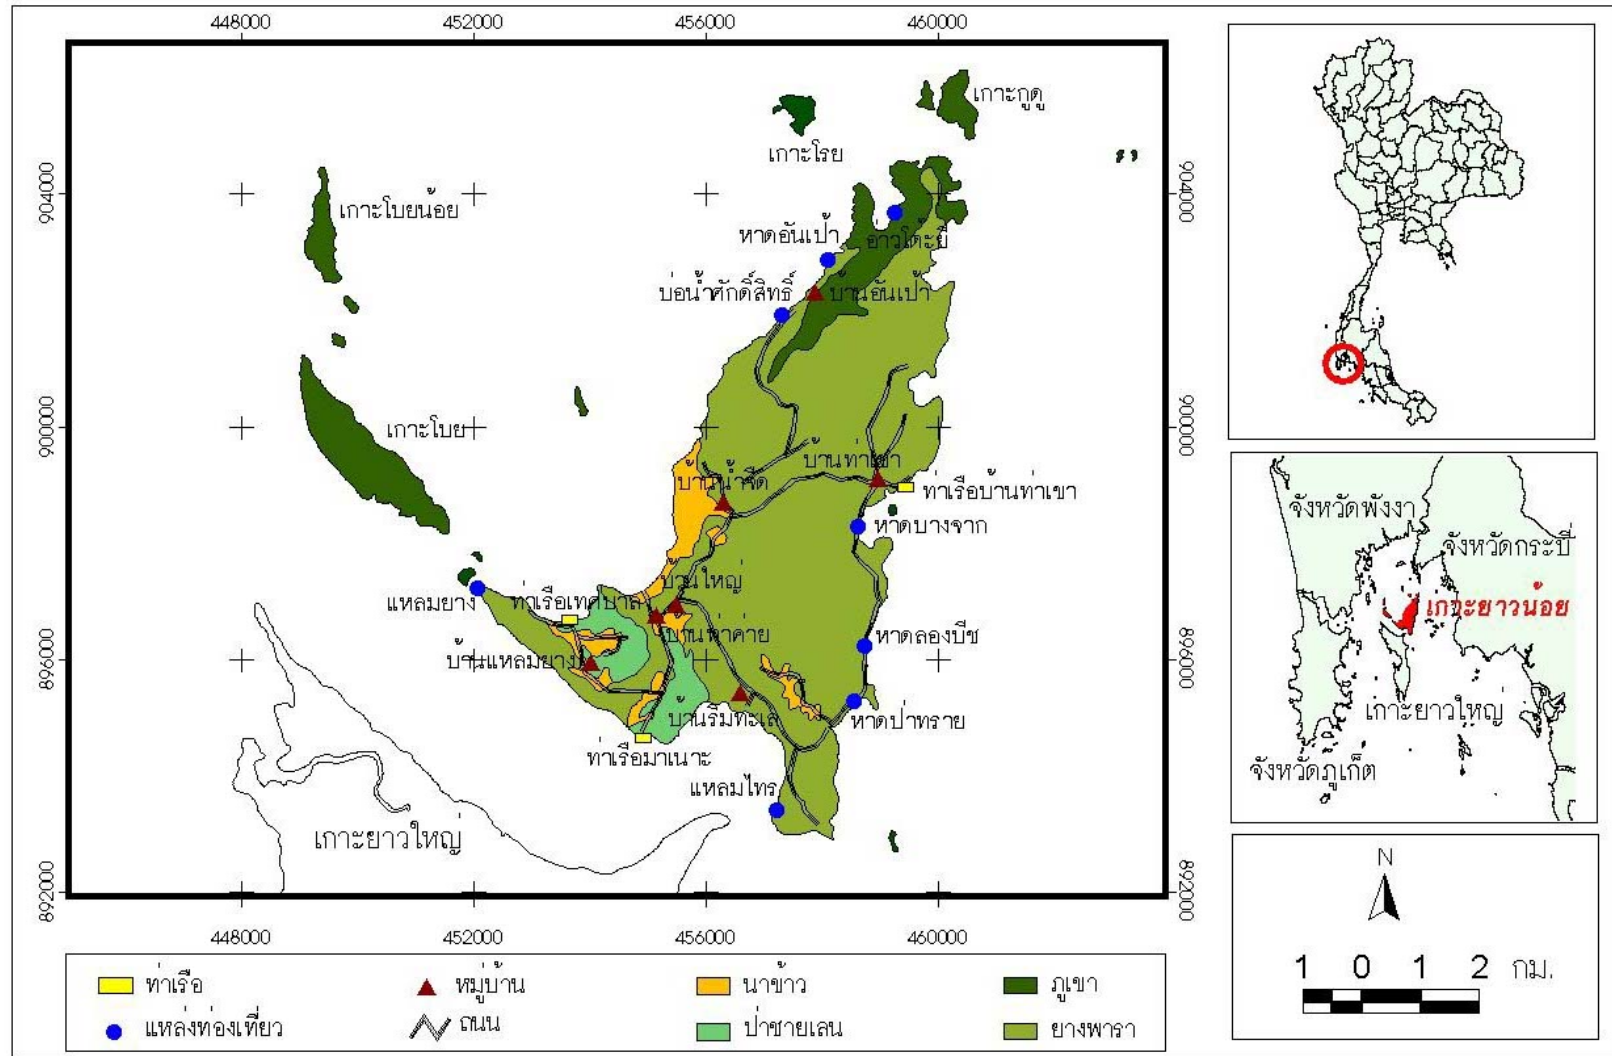 448000 452000 456000 460000
904000
900000
896000
892000
904000
900000
896000
892000
เกาะกูดู
เกาะโรย
เกาะโบยน้อย
หาดอันเป้า
อ่าวโต๊ะยี
บ่อน้ำศักดิ์สิทธิ์
บ้านอันเป้า
เกาะโบย
บ้านท่าเขา
บ้านน้ำจืด
ท่าเรือบ้านท่าเขา
หาดบางจาก
บ้านใหญ่
แหลมยาง
ท่าเรือเทศบาล
บ้านท่าค่าย
หาดลองบีช
บ้านแหลมยาง
บ้านริมทะเล
หาดป่าทราย
ท่าเรือมาเนาะ
แหลมไทร
เกาะยาวใหญ่
448000 452000 456000 460000
ท่าเรือ
หมู่บ้าน
นาข้าว
ภูเขา
แหล่งท่องเที่ยว
ถนน
ป่าชายเลน
ยางพารา
จังหวัดพังงา
จังหวัดกระบี่
เกาะยาวน้อย
เกาะยาวใหญ่
จังหวัดภูเก็ต
N
1 0 1 2 กม.